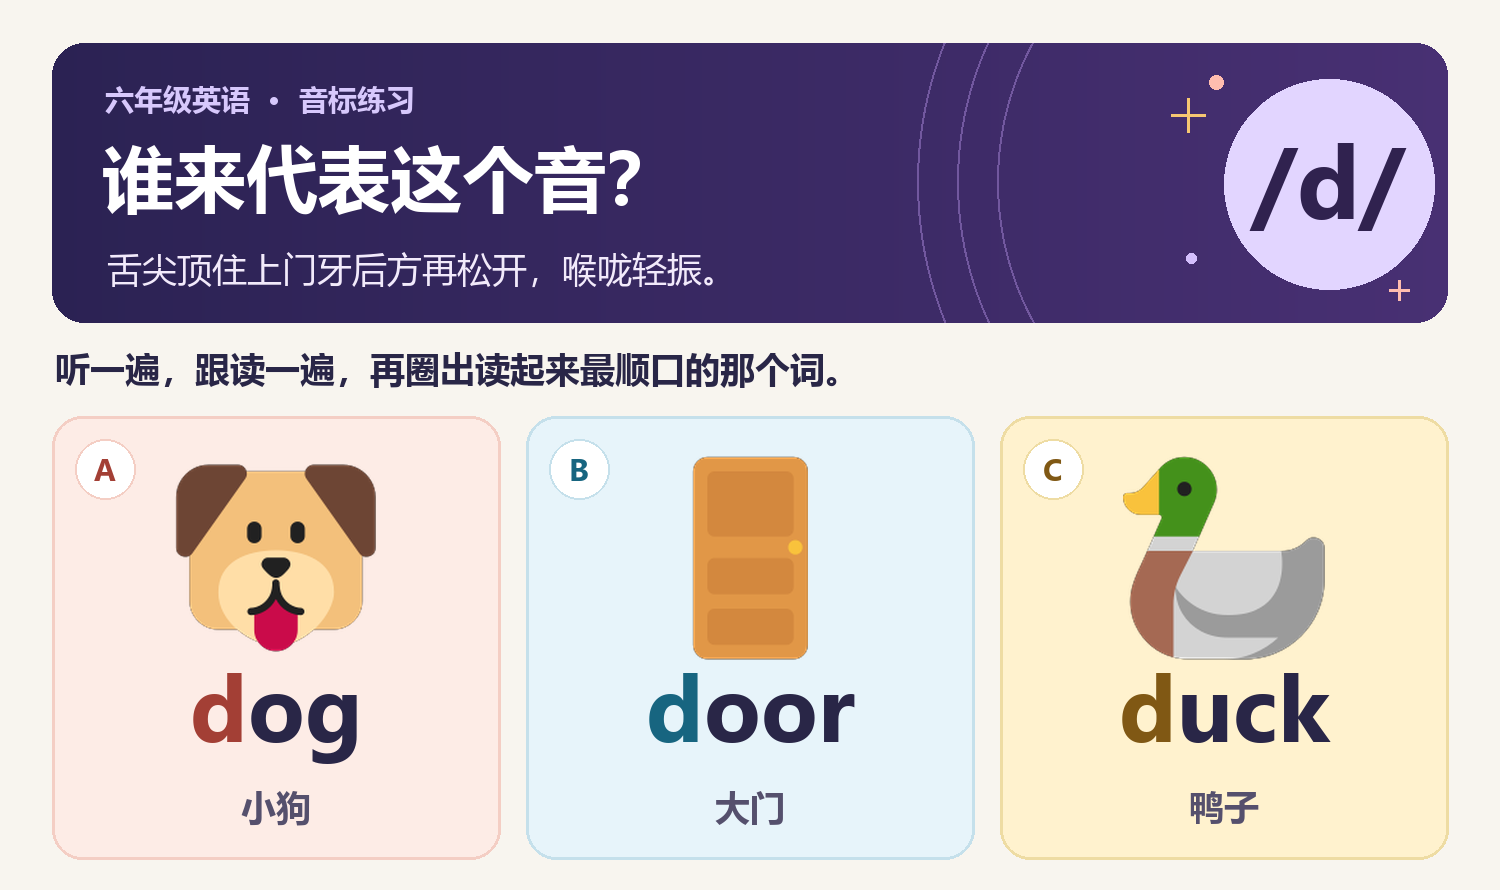 六年级英语 · 音标练习
谁来代表这个音?
/d/
舌尖顶住上门牙后方再松开，喉咙轻振。
听一遍，跟读一遍，再圈出读起来最顺口的那个词。
A
dog
小狗
B
door
大门
C
duck
鸭子